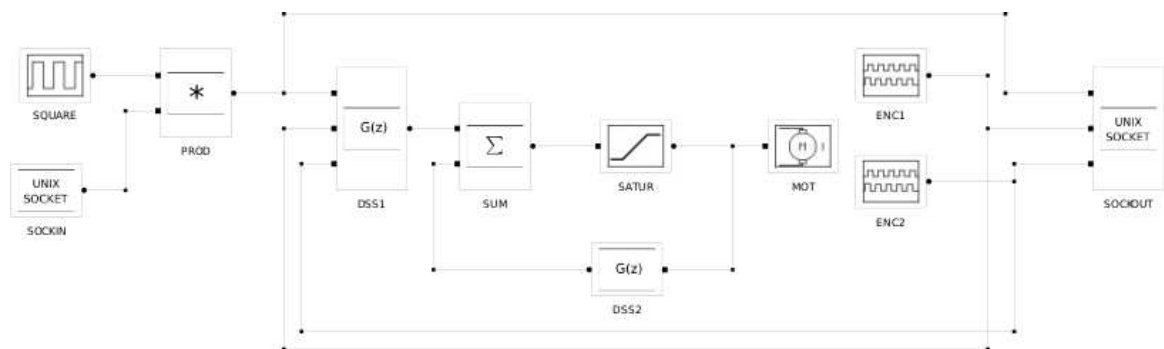 SQUARE
UNIX
SOCKET
SOCKIN
*
PROD
G(z)
DSS1
Σ
SUM
SATUR
G(z)
DSS2
M
MOT
ENC1
ENC2
UNIX
SOCKET
SOCKOUT